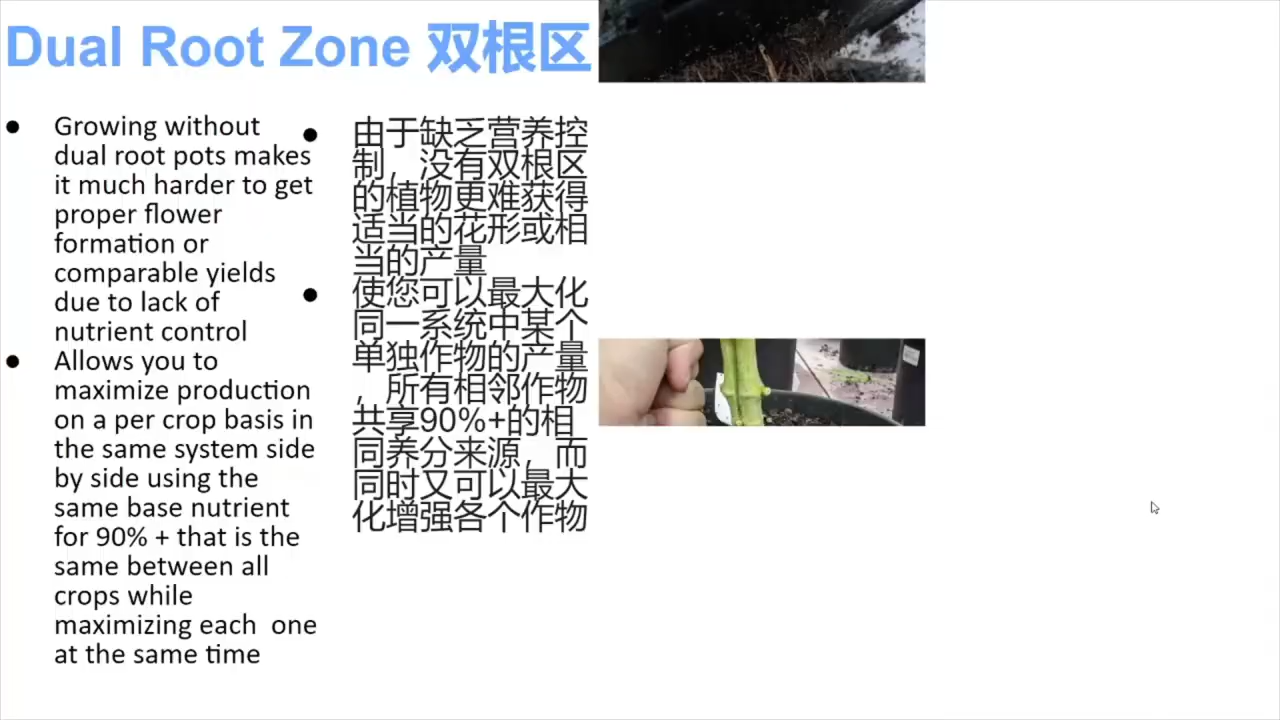 Dual Root Zone 双根区
● Growing without
dual root pots makes
it much harder to get
proper flower
formation or
comparable yields
due to lack of
nutrient control
● Allows you to
maximize production
on a per crop basis in
the same system side
by side using the
same base nutrient
for 90% + that is the
same between all
crops while
maximizing each  one
at the same time
● 由于缺乏营养控
制，没有双根区
的植物更难获得
适当的花形或相
当的产量
● 使您可以最大化
同一系统中某个
单独作物的产量
，所有相邻作物
共享90%+的相
同养分来源，而
同时又可以最大
化增强各个作物